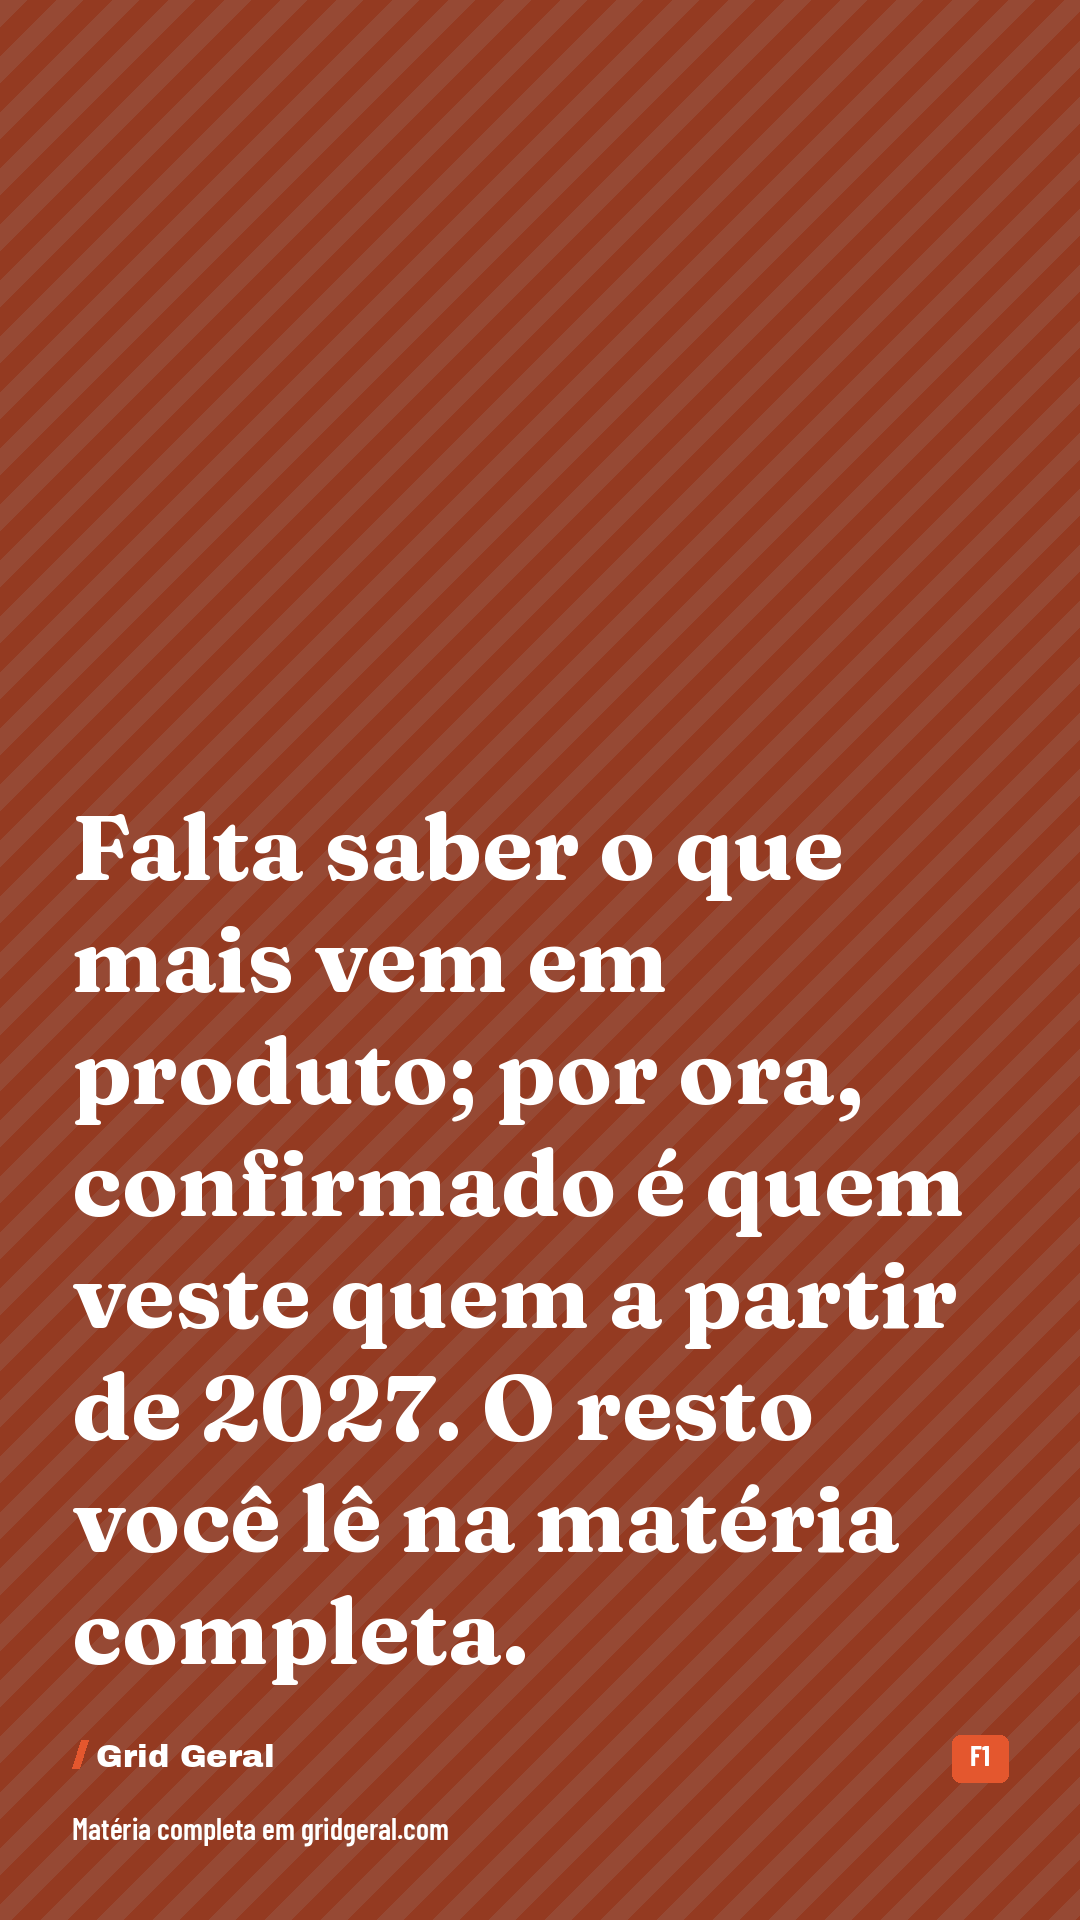 Falta saber o que
mais vem em
produto; por ora,
confirmado é quem
veste quem a partir
de 2027. O resto
você lê na matéria
completa.
/ Grid Geral
F1
Matéria completa em gridgeral.com